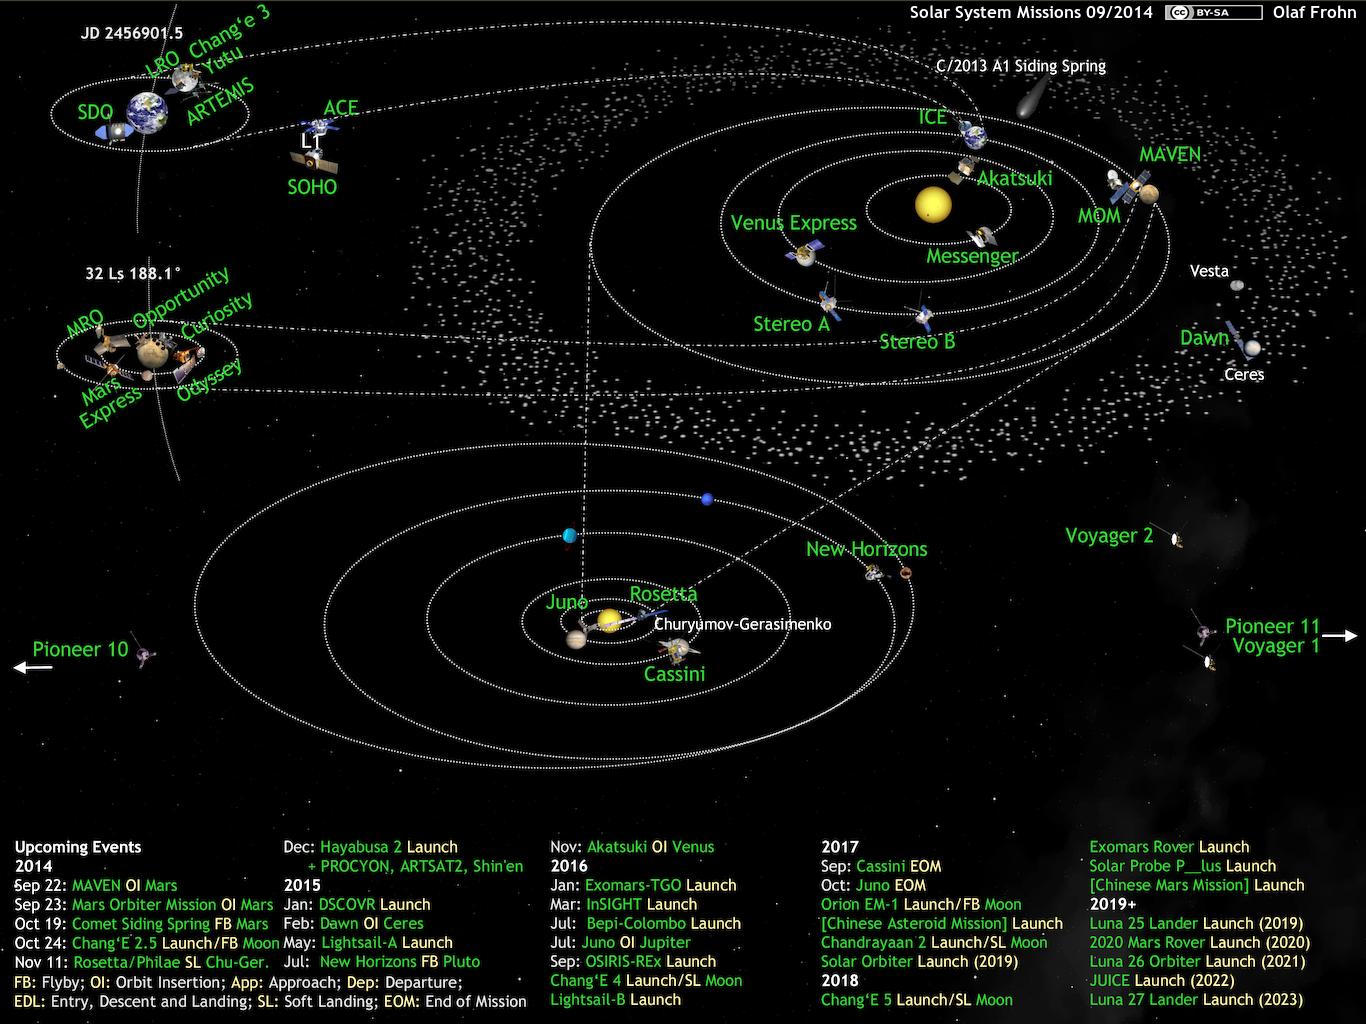 Solar System Missions 09/2014 cc BY-SA Olaf Frohn
JD 2456901.5
LRO
Chang‘e 3
Yutu
ARTEMIS
SDO
ACE
L1
SOHO
C/2013 A1 Siding Spring
ICE
MAVEN
Akatsuki
MOM
Venus Express
Messenger
Stereo A
Stereo B
Vesta
Dawn
Ceres
32 Ls 188.1°
MRO
Opportunity
Curiosity
Mars
Express
Odyssey
Voyager 2
New Horizons
Juno
Rosetta
Churyumov-Gerasimenko
Cassini
Pioneer 10
Pioneer 11
Voyager 1
Upcoming Events
2014
Sep 22: MAVEN OI Mars
Sep 23: Mars Orbiter Mission OI Mars
Oct 19: Comet Siding Spring FB Mars
Oct 24: Chang‘E 2.5 Launch/FB Moon
Nov 11: Rosetta/Philae SL Chu-Ger.
FB: Flyby; OI: Orbit Insertion; App: Approach; Dep: Departure;
EDL: Entry, Descent and Landing; SL: Soft Landing; EOM: End of Mission
Dec: Hayabusa 2 Launch
+ PROCYON, ARTSAT2, Shin'en
2015
Jan: DSCOVR Launch
Feb: Dawn OI Ceres
May: Lightsail-A Launch
Jul: New Horizons FB Pluto
Nov: Akatsuki OI Venus
2016
Jan: Exomars-TGO Launch
Mar: InSIGHT Launch
Jul: Bepi-Colombo Launch
Jul: Juno OI Jupiter
Sep: OSIRIS-REx Launch
Chang‘E 4 Launch/SL Moon
Lightsail-B Launch
2017
Sep: Cassini EOM
Oct: Juno EOM
Orion EM-1 Launch/FB Moon
[Chinese Asteroid Mission] Launch
Chandrayaan 2 Launch/SL Moon
Solar Orbiter Launch (2019)
2018
Chang‘E 5 Launch/SL Moon
Exomars Rover Launch
Solar Probe P__lus Launch
[Chinese Mars Mission] Launch
2019+
Luna 25 Lander Launch (2019)
2020 Mars Rover Launch (2020)
Luna 26 Orbiter Launch (2021)
JUICE Launch (2022)
Luna 27 Lander Launch (2023)